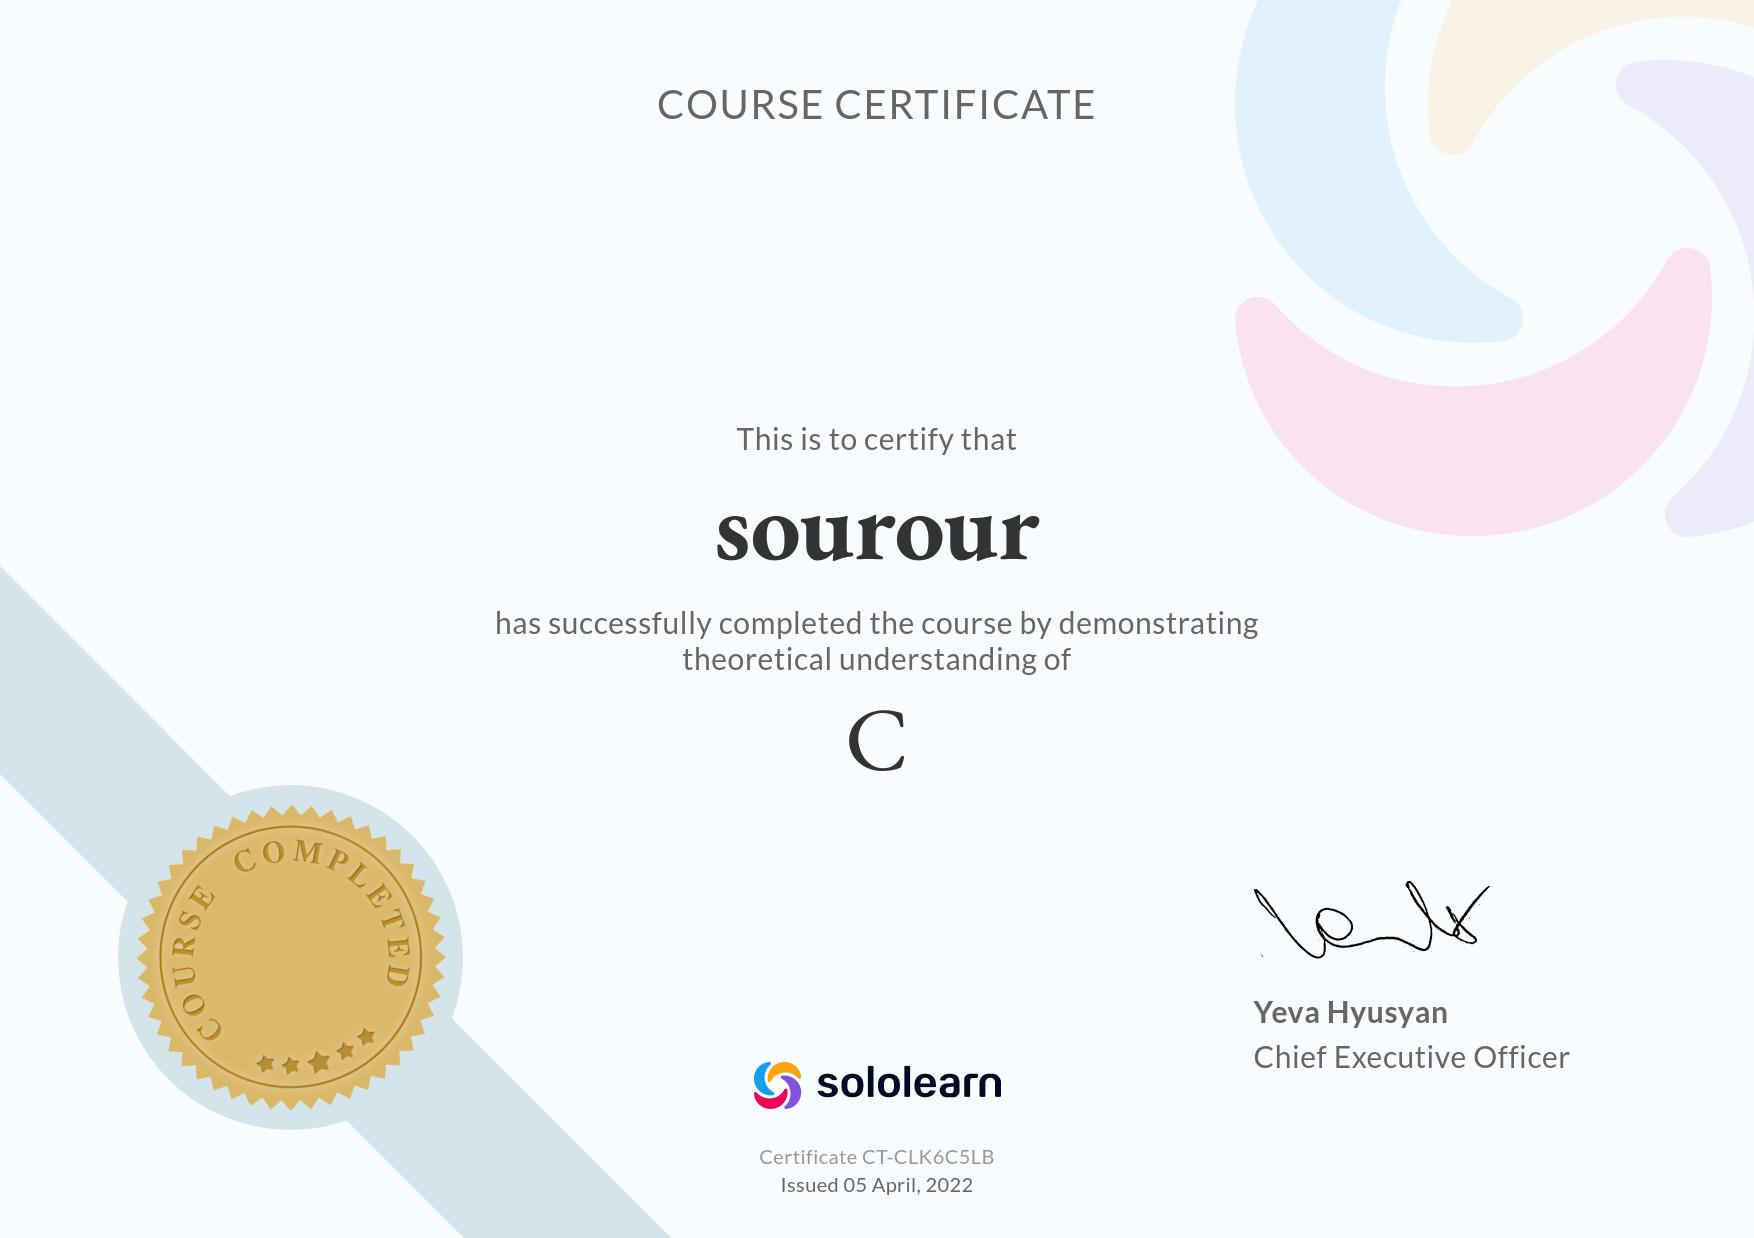 COURSE CERTIFICATE
This is to certify that
sourour
has successfully completed the course by demonstrating
theoretical understanding of
C
COURSE COMPLETED
Yeva Hyusyan
Chief Executive Officer
sololearn
Certificate CT-CLK6C5LB
Issued 05 April, 2022